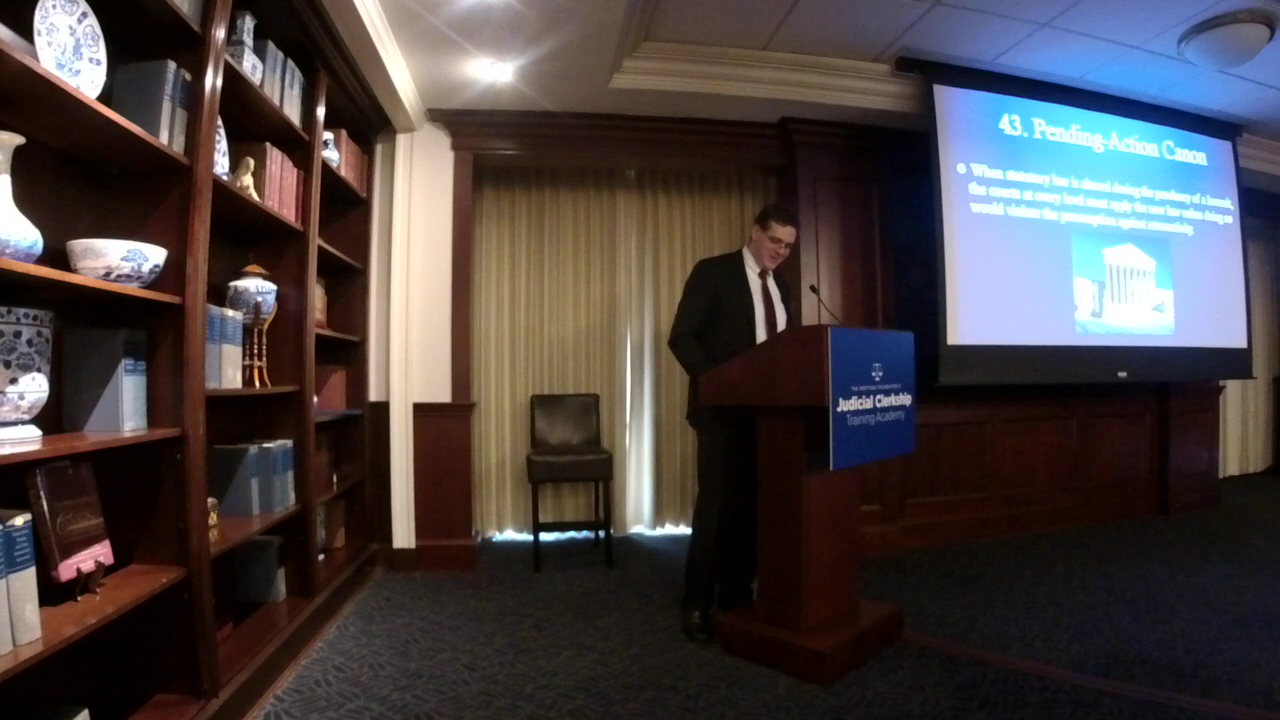 43. Pending-Action Canon
When statutory law is altered during the pendency of a lawsuit,
the courts at every level must apply the new law unless doing so
would violate the presumption against retroactivity.
THE HERITAGE FOUNDATION'S
Judicial Clerkship
Training Academy